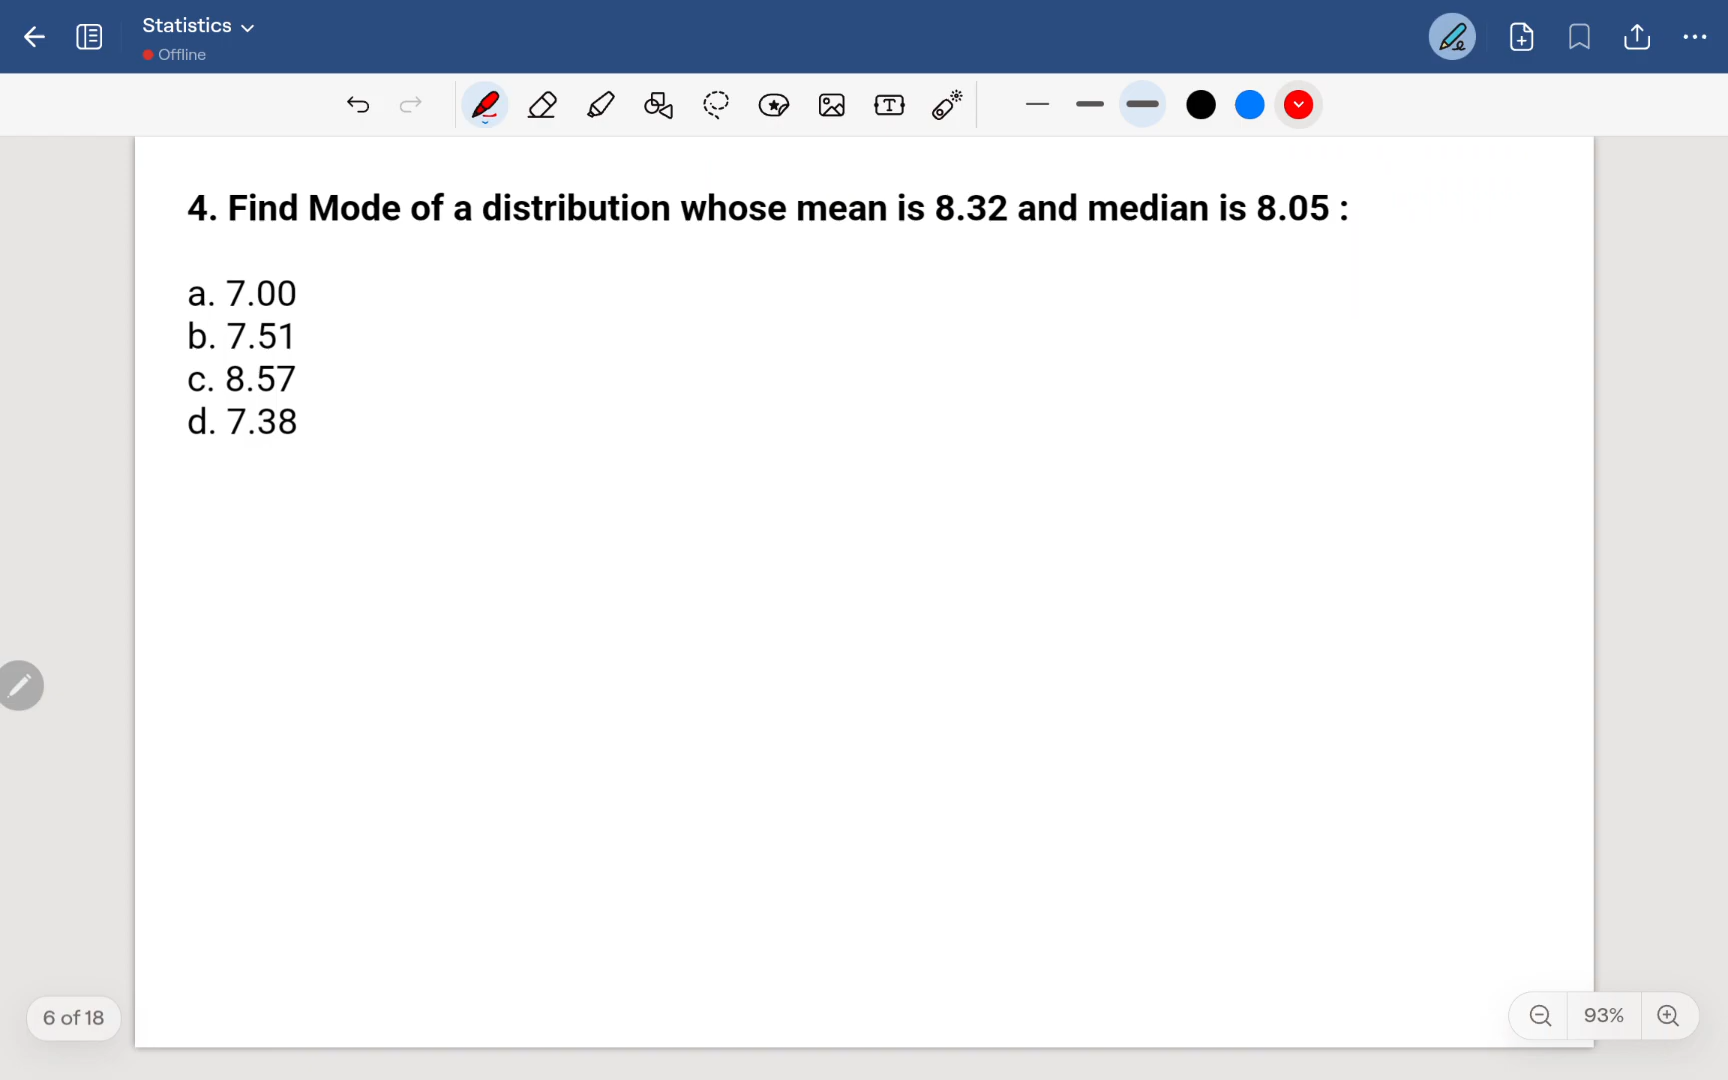 Statistics
Offline
4. Find Mode of a distribution whose mean is 8.32 and median is 8.05 :
a. 7.00
b. 7.51
c. 8.57
d. 7.38
6 of 18
93%